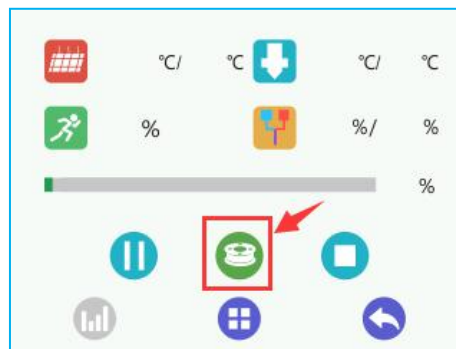 ℃/ ℃ ℃/ ℃
% %/ %
%